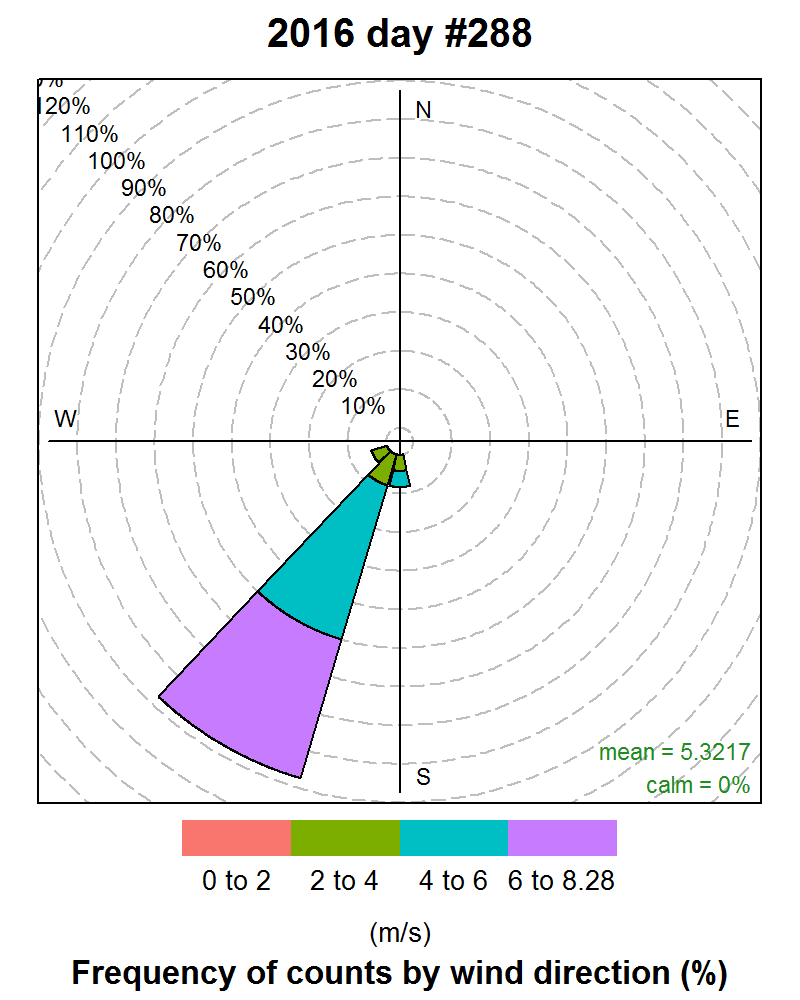 2016 day #288
120%
110%
100%
90%
80%
70%
60%
50%
40%
30%
20%
10%
N
W
E
S
mean = 5.3217
calm = 0%
0 to 2
2 to 4
4 to 6
6 to 8.28
(m/s)
Frequency of counts by wind direction (%)